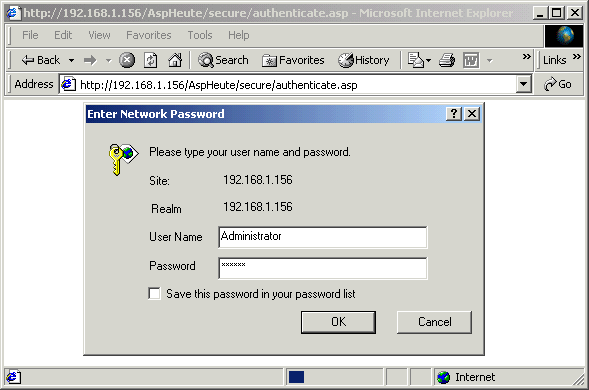 http://192.168.1.156/AspHeute/secure/authenticate.asp - Microsoft Internet Explorer
File Edit View Favorites Tools Help
Back Search Favorites History Links »
Address http://192.168.1.156/AspHeute/secure/authenticate.asp Go
Enter Network Password
Please type your user name and password.
Site: 192.168.1.156
Realm 192.168.1.156
User Name Administrator
Password ××××××
Save this password in your password list
OK Cancel
Internet